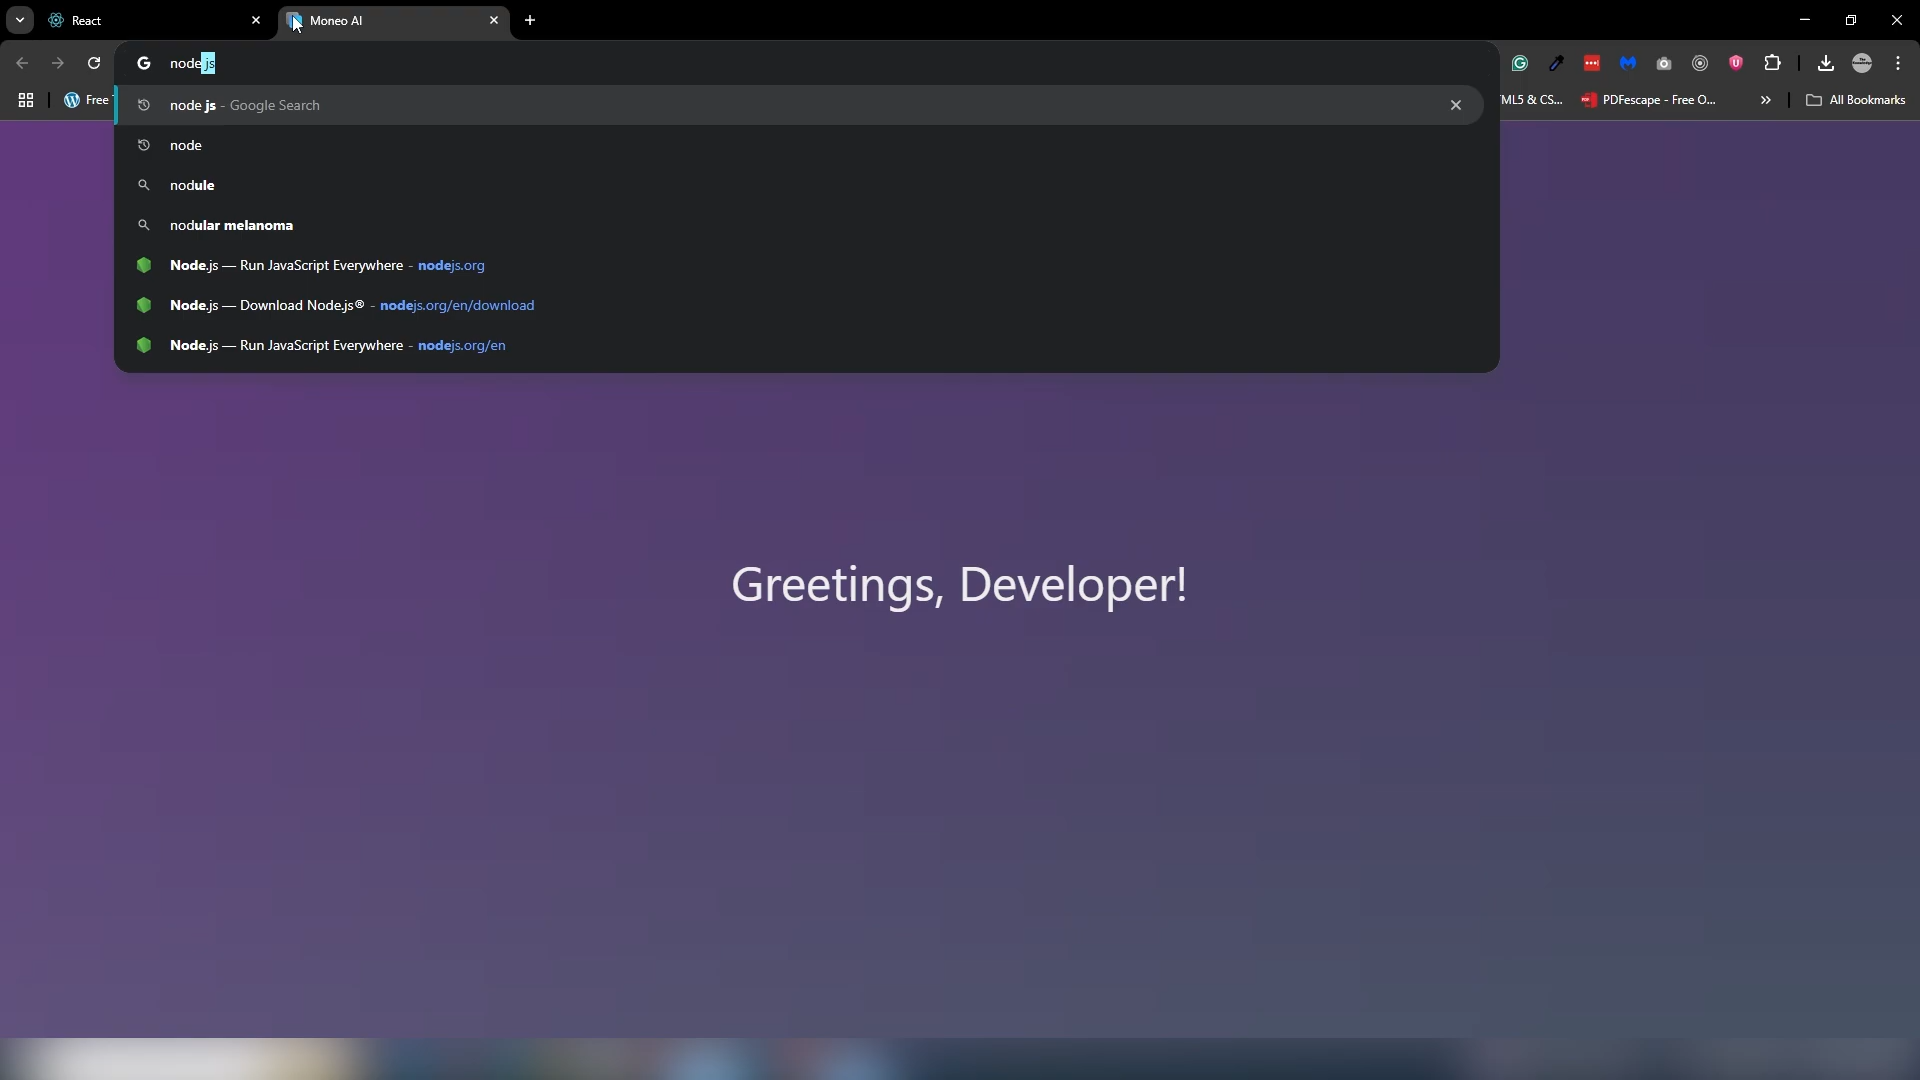 React
Moneo AI
node js
Free
ML5 & CS...
PDFescape - Free O...
All Bookmarks
node js - Google Search
node
nodule
nodular melanoma
Node.js — Run JavaScript Everywhere - nodejs.org
Node.js — Download Node.js® - nodejs.org/en/download
Node.js — Run JavaScript Everywhere - nodejs.org/en
Greetings, Developer!